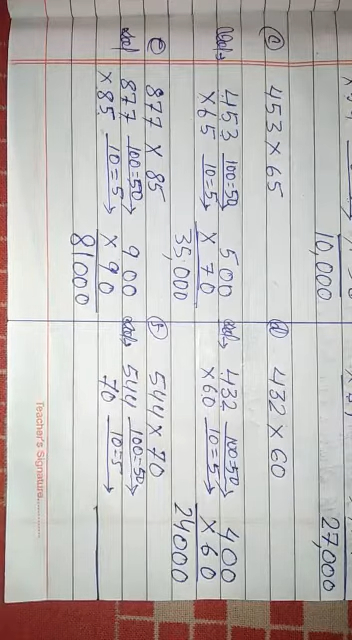 10,000 27,000
453 × 65 (d) 432 × 60
Sol: 453 100=50→ 500 Sol: 432 100=50→ 400
×65 10=5→ × 70 ×60 10=5→ × 60
35,000 24000
(e) 877 × 85 544 × 70
Sol 877 100=50→ 900 Sol: 544 100=50→
×85 10=5→ × 90 70 10=5→
81000
Teacher's Signature............